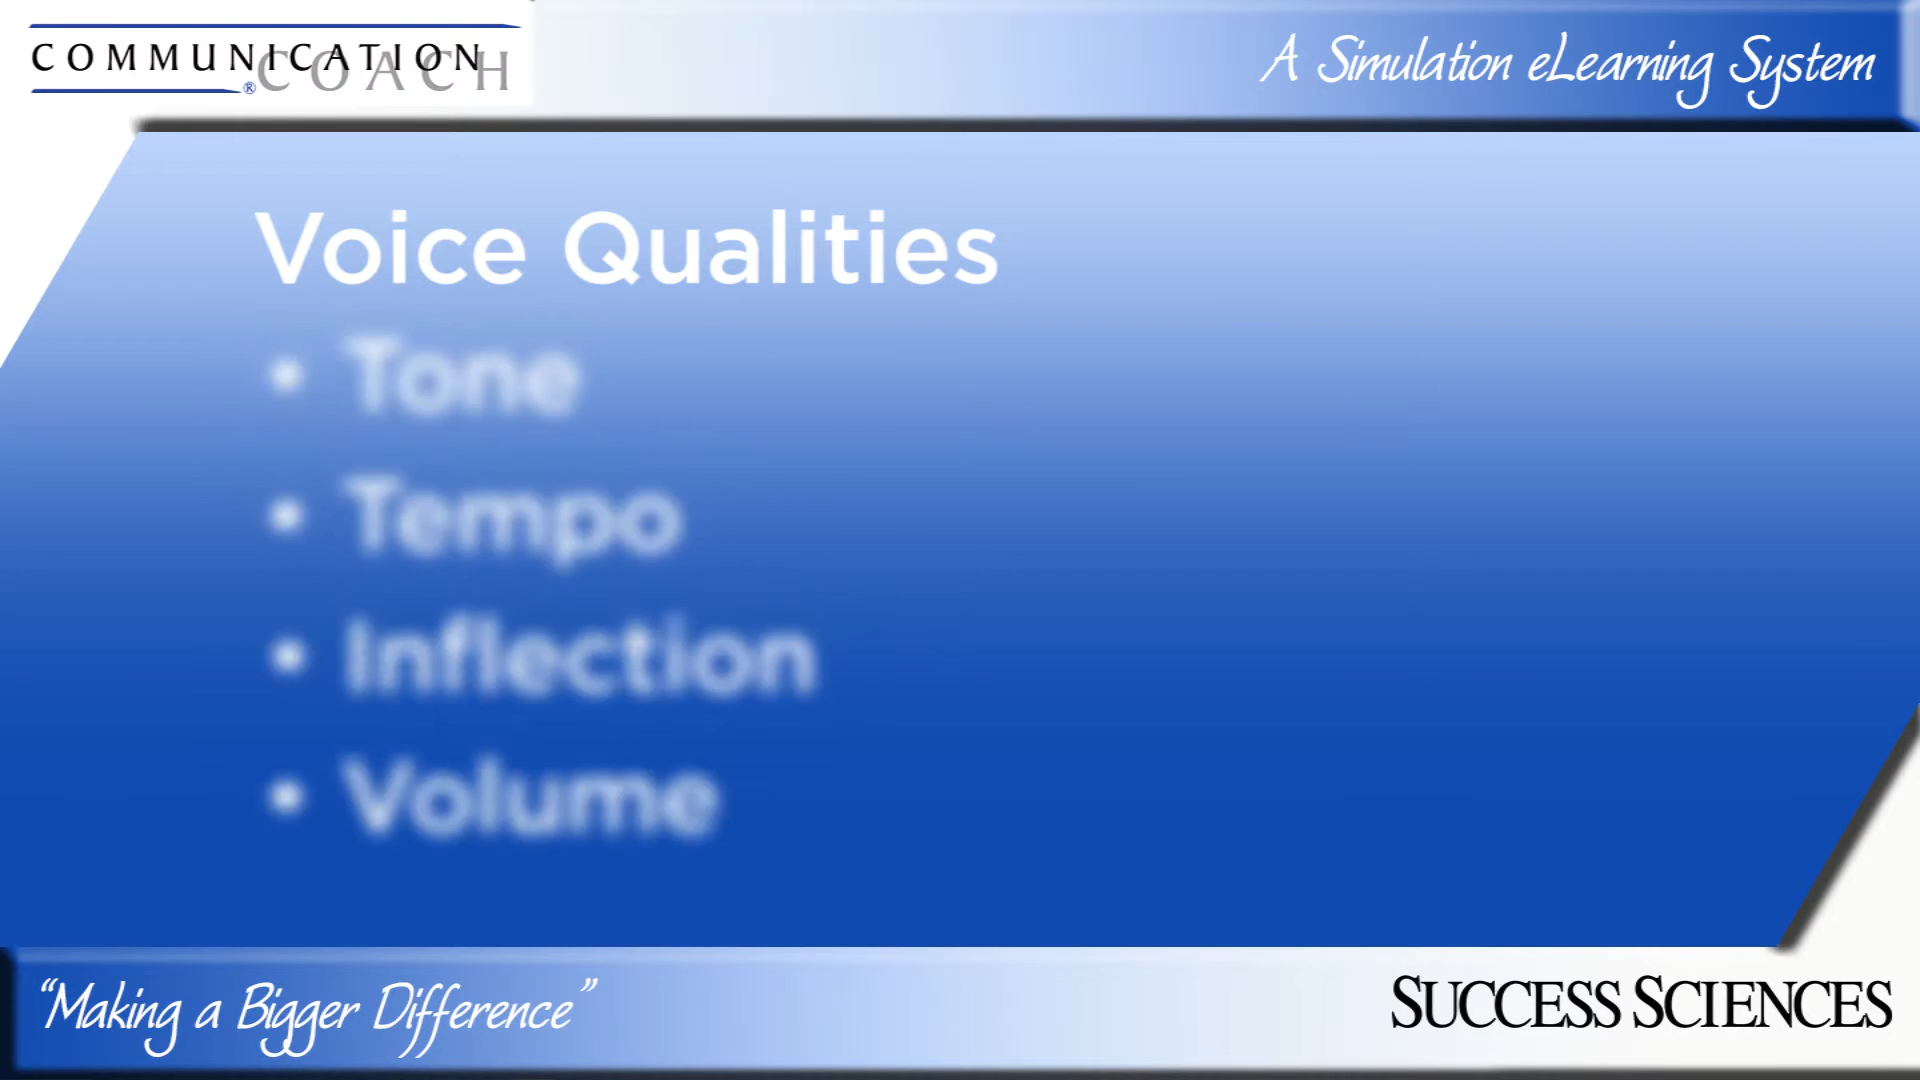 COMMUNICATION
COACH
®
A Simulation eLearning System
Voice Qualities
• Tone
• Tempo
• Inflection
• Volume
“Making a Bigger Difference”
SUCCESS SCIENCES